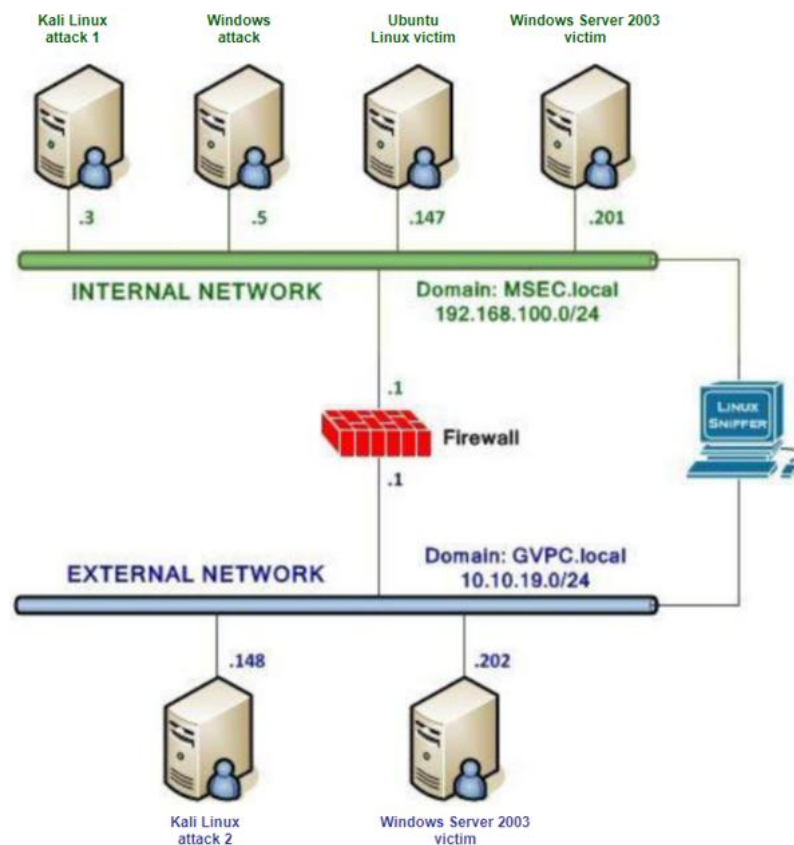 Kali Linux
attack 1
Windows
attack
Ubuntu
Linux victim
Windows Server 2003
victim
.3
.5
.147
.201
INTERNAL NETWORK
Domain: MSEC.local
192.168.100.0/24
.1
Firewall
.1
LINUX
SNIFFER
EXTERNAL NETWORK
Domain: GVPC.local
10.10.19.0/24
.148
.202
Kali Linux
attack 2
Windows Server 2003
victim